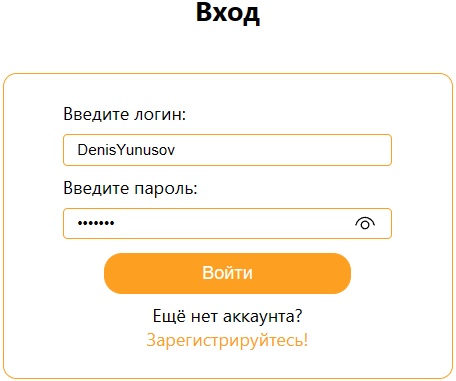 Вход
Введите логин:
DenisYunusov
Введите пароль:
•••••••
Войти
Ещё нет аккаунта?
Зарегистрируйтесь!